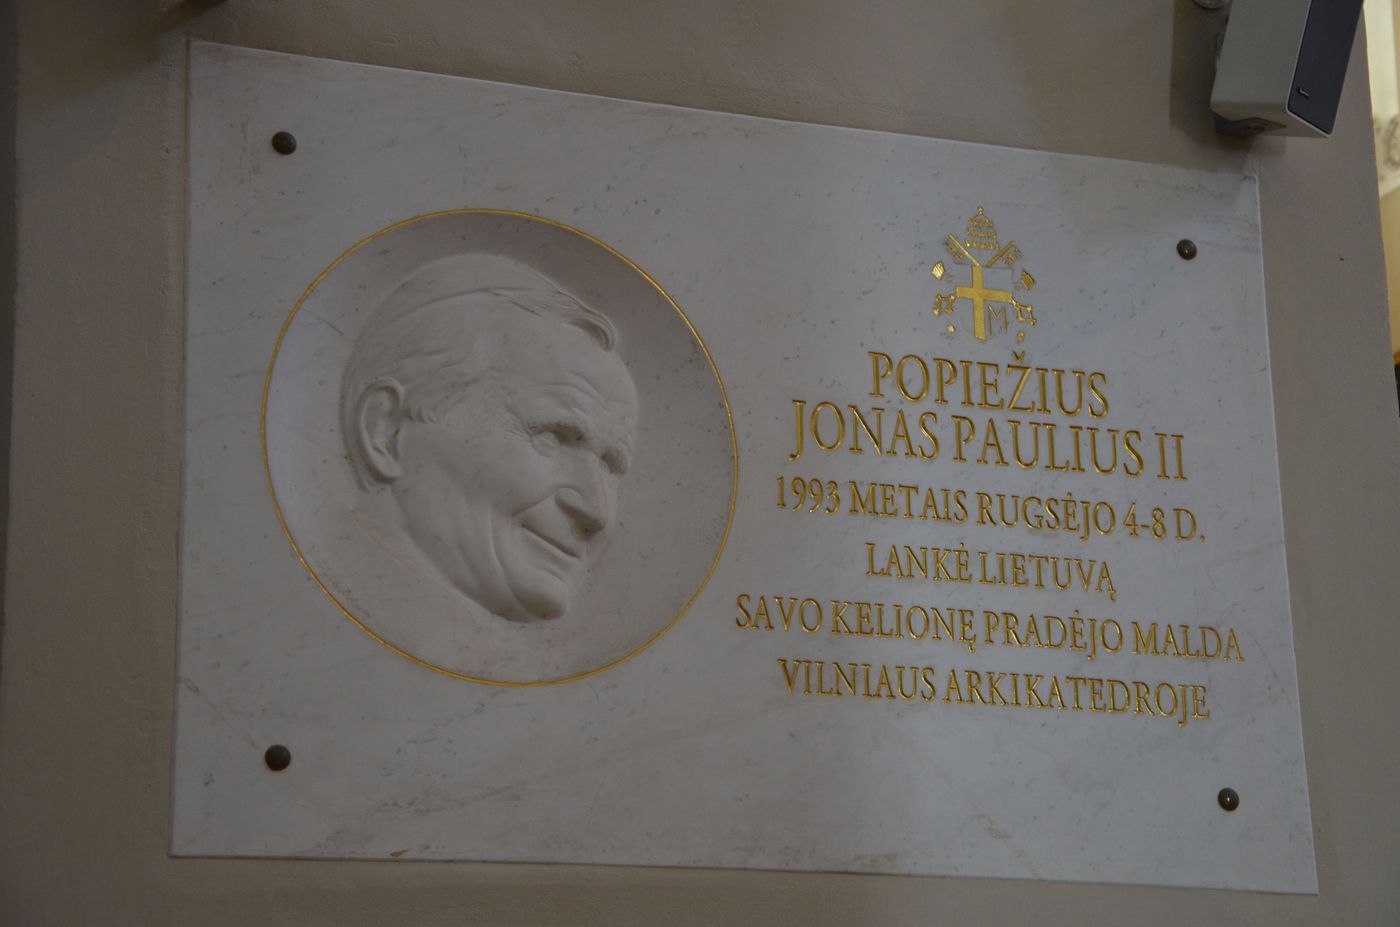 POPIEŽIUS
JONAS PAULIUS II
1993 METAIS RUGSĖJO 4-8 D.
LANKĖ LIETUVĄ
SAVO KELIONĘ PRADĖJO MALDA
VILNIAUS ARKIKATEDROJE